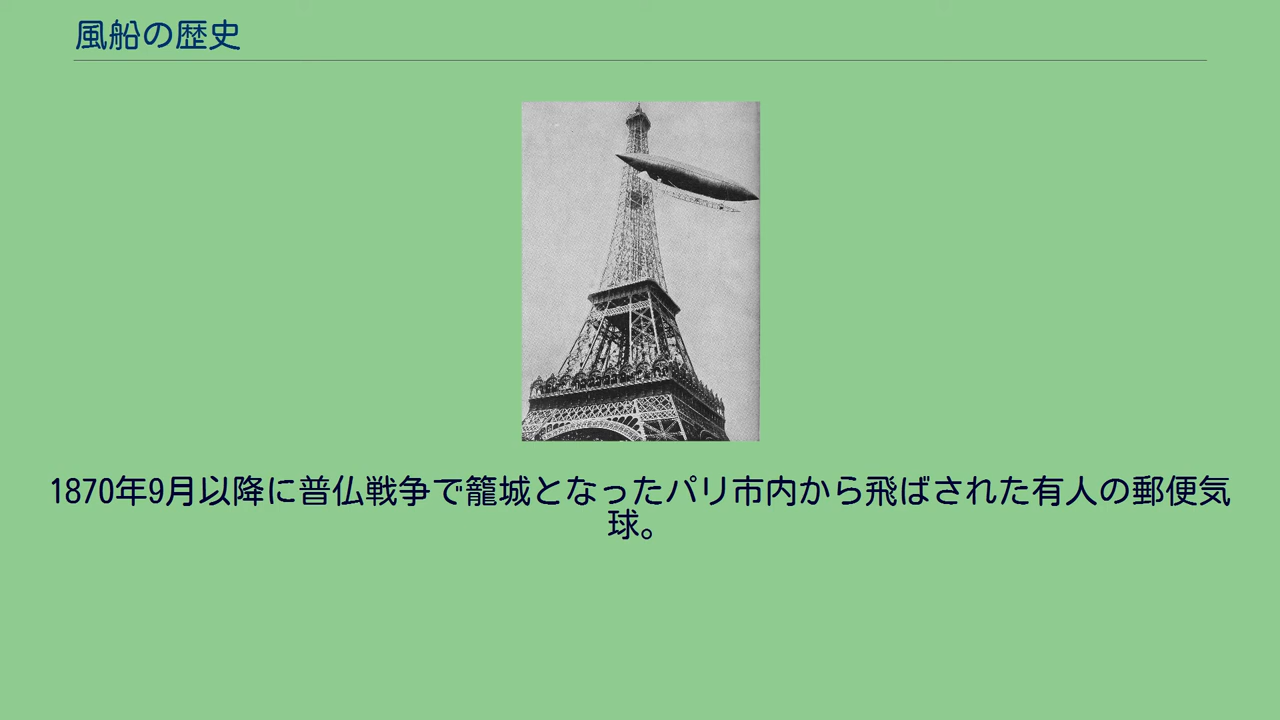 風船の歴史
1870年9月以降に普仏戦争で籠城となったパリ市内から飛ばされた有人の郵便気
球。